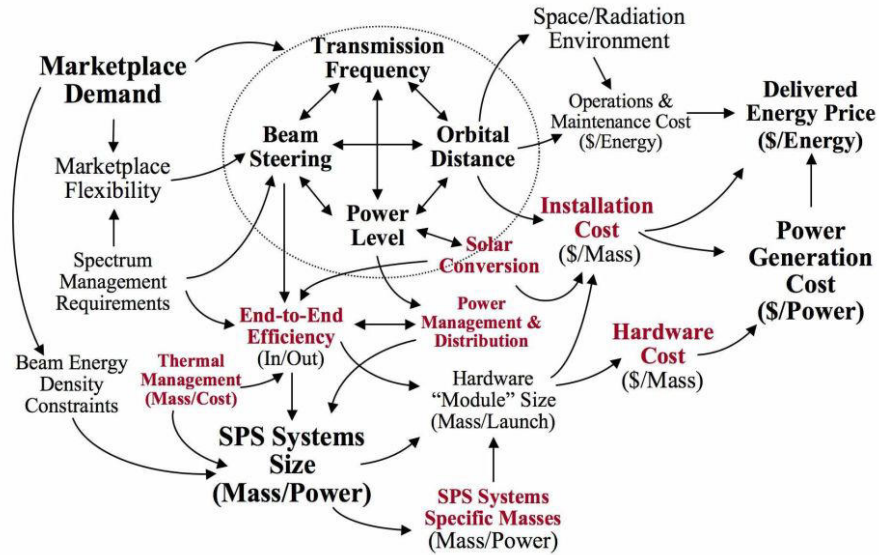 Space/Radiation
Environment
Transmission
Frequency
Marketplace
Demand
Delivered
Energy Price
($/Energy)
Operations &
Maintenance Cost
($/Energy)
Beam
Steering
Orbital
Distance
Marketplace
Flexibility
Power
Level
Installation
Cost
($/Mass)
Solar
Conversion
Power
Generation
Cost
($/Power)
Spectrum
Management
Requirements
End-to-End
Efficiency
(In/Out)
Power
Management &
Distribution
Hardware
Cost
($/Mass)
Beam Energy
Density
Constraints
Thermal
Management
(Mass/Cost)
Hardware
"Module" Size
(Mass/Launch)
SPS Systems
Size
(Mass/Power)
SPS Systems
Specific Masses
(Mass/Power)